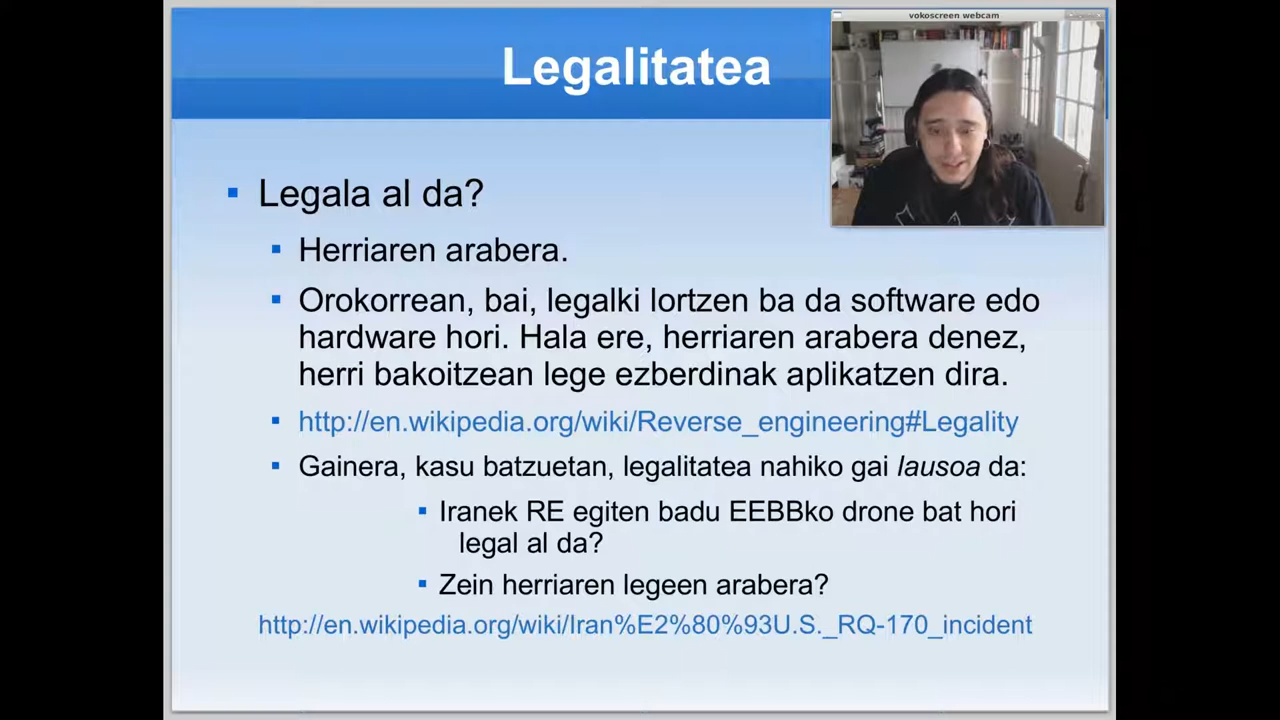 vokoscreen webcam
Legalitatea
Legala al da?
Herriaren arabera.
Orokorrean, bai, legalki lortzen ba da software edo
hardware hori. Hala ere, herriaren arabera denez,
herri bakoitzean lege ezberdinak aplikatzen dira.
http://en.wikipedia.org/wiki/Reverse_engineering#Legality
Gainera, kasu batzuetan, legalitatea nahiko gai lausoa da:
Iranek RE egiten badu EEBBko drone bat hori
legal al da?
Zein herriaren legeen arabera?
http://en.wikipedia.org/wiki/Iran%E2%80%93U.S._RQ-170_incident